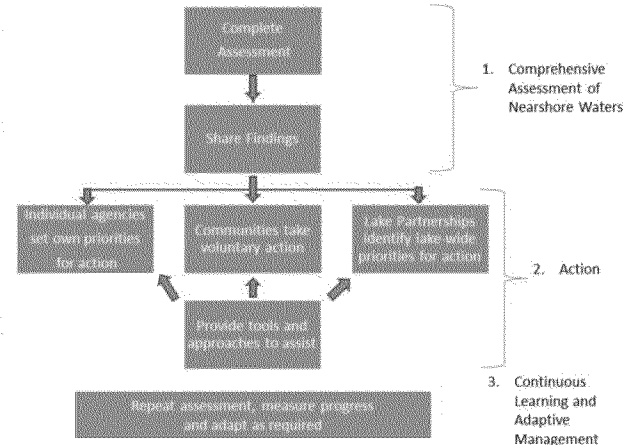 Complete
Assessment
1. Comprehensive
Assessment of
Nearshore Waters
Share Findings
Individual agencies
set own priorities
for action
Communities take
voluntary action
Lake Partnerships
identify lake-wide
priorities for action
2. Action
Provide tools and
approaches to assist
3. Continuous
Learning and
Adaptive
Management
Repeat assessment, measure progress
and adapt as required